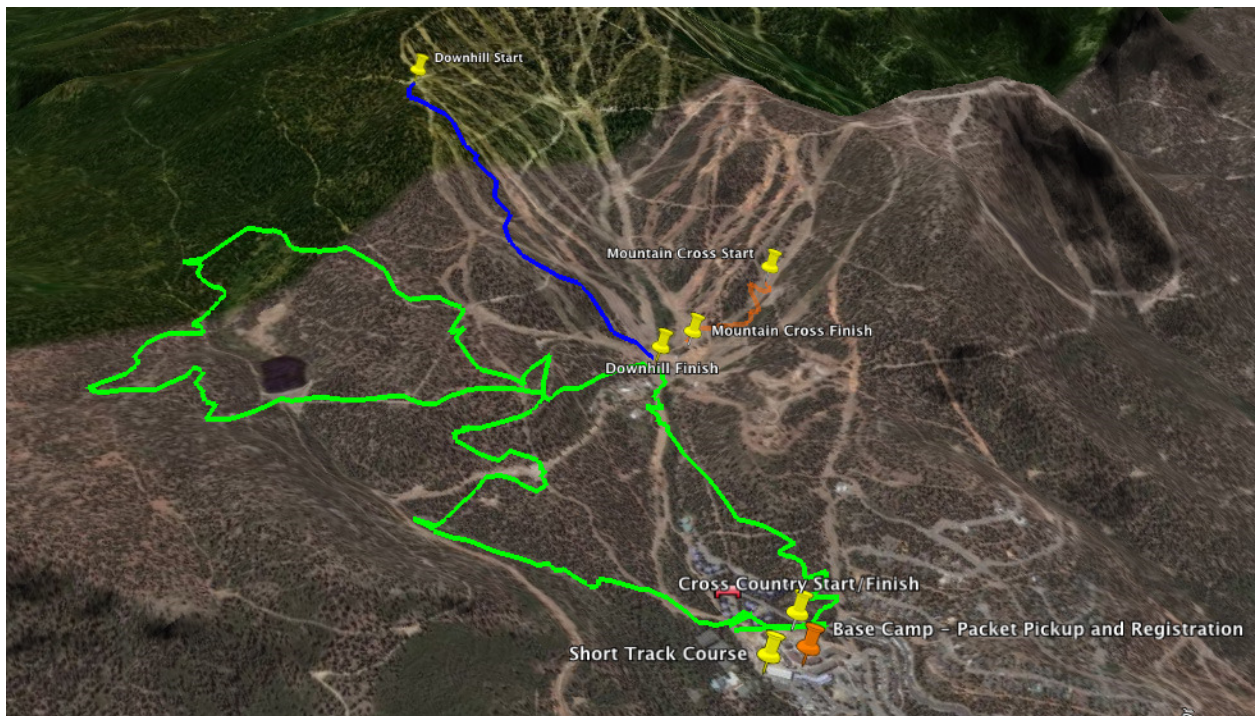 Downhill Start
Mountain Cross Start
Mountain Cross Finish
Downhill Finish
Cross Country Start/Finish
Base Camp - Packet Pickup and Registration
Short Track Course